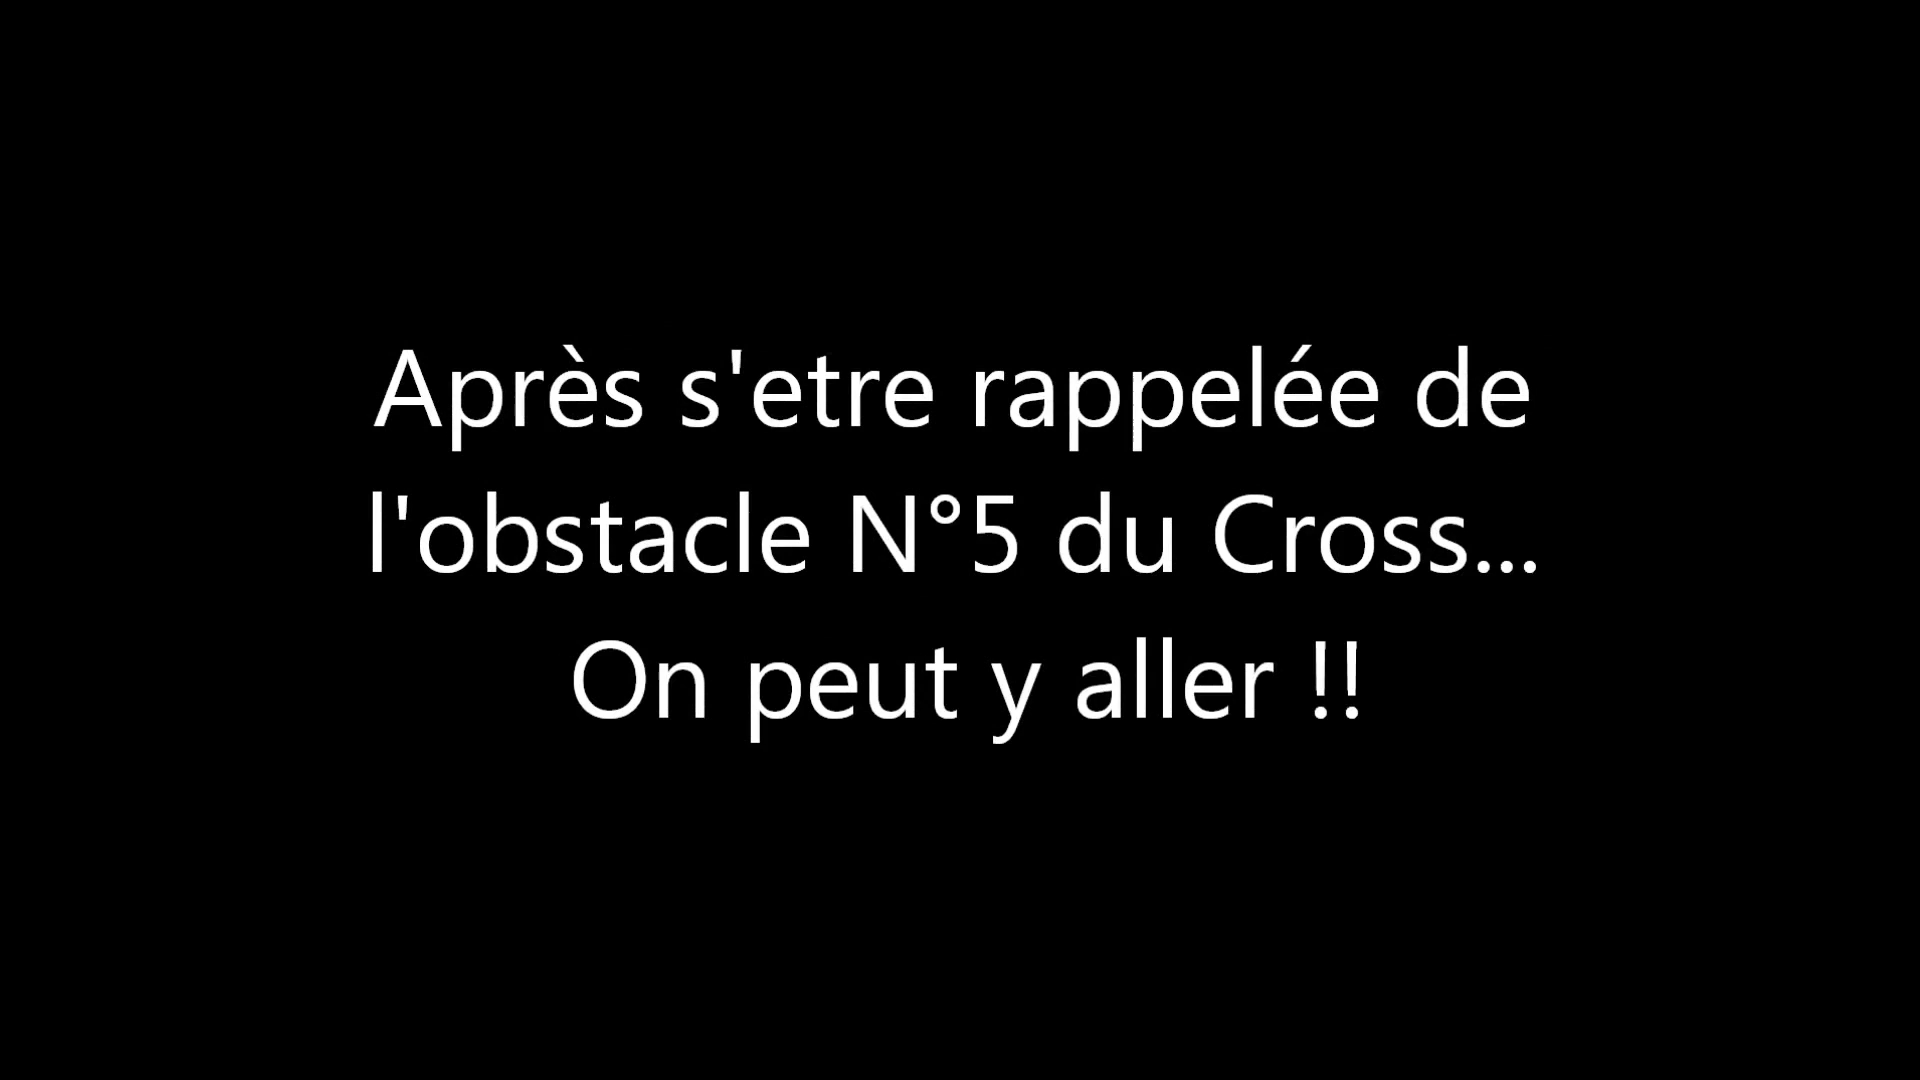 Après s'etre rappelée de
l'obstacle N°5 du Cross...
On peut y aller !!